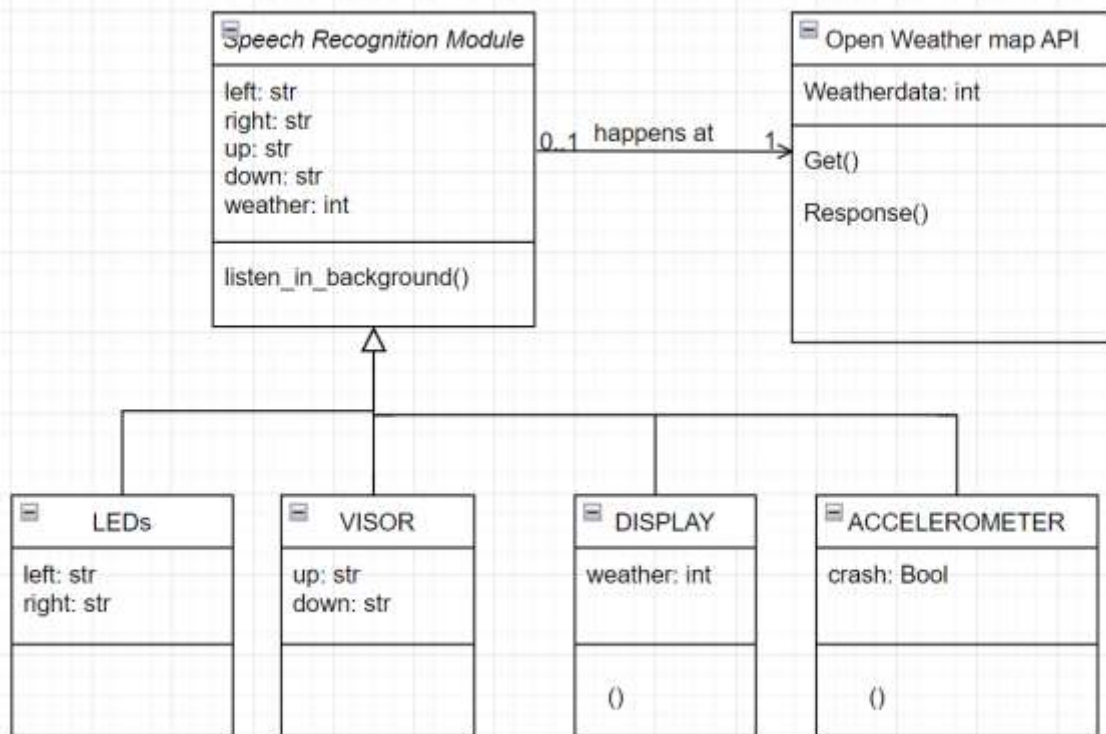 Speech Recognition Module
left: str
right: str
up: str
down: str
weather: int
listen_in_background()
0..1 happens at 1
Open Weather map API
Weatherdata: int
Get()
Response()
LEDs
left: str
right: str
VISOR
up: str
down: str
DISPLAY
weather: int
()
ACCELEROMETER
crash: Bool
()